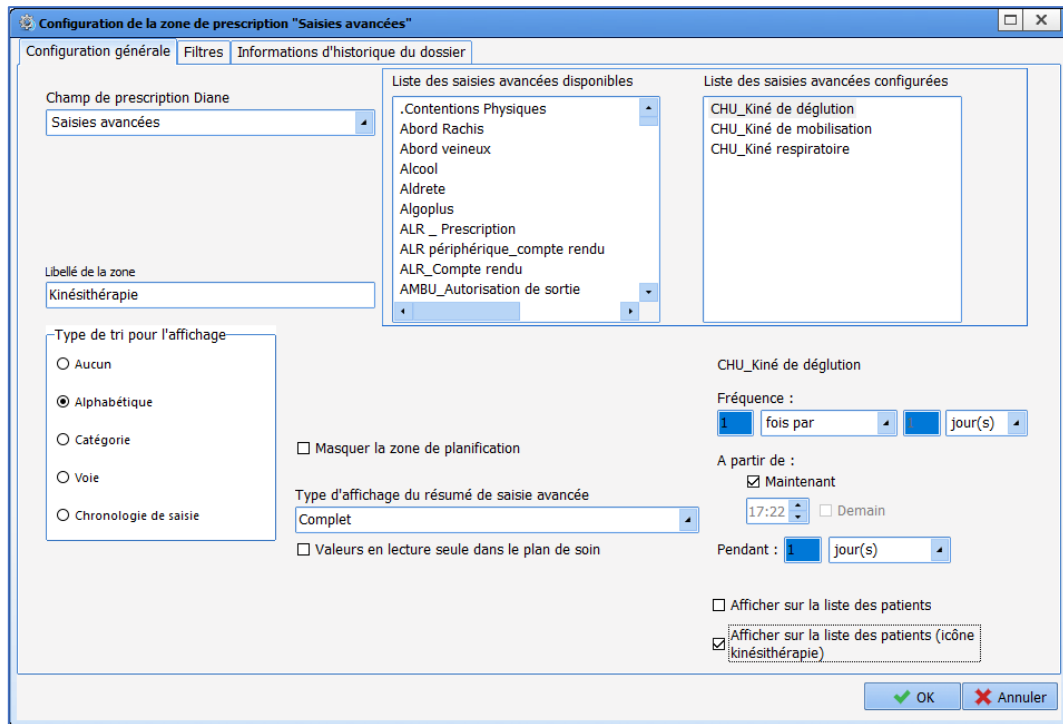 Configuration de la zone de prescription "Saisies avancées"
Configuration générale
Filtres
Informations d'historique du dossier
Champ de prescription Diane
Saisies avancées
Libellé de la zone
Kinésithérapie
Liste des saisies avancées disponibles
.Contentions Physiques
Abord Rachis
Abord veineux
Alcool
Aldrete
Algoplus
ALR _ Prescription
ALR périphérique_compte rendu
ALR_Compte rendu
AMBU_Autorisation de sortie
Liste des saisies avancées configurées
CHU_Kiné de déglution
CHU_Kiné de mobilisation
CHU_Kiné respiratoire
Type de tri pour l'affichage
Aucun
Alphabétique
Catégorie
Voie
Chronologie de saisie
Masquer la zone de planification
Type d'affichage du résumé de saisie avancée
Complet
Valeurs en lecture seule dans le plan de soin
CHU_Kiné de déglution
Fréquence :
1 fois par 1 jour(s)
A partir de :
Maintenant
17:22 Demain
Pendant : 1 jour(s)
Afficher sur la liste des patients
Afficher sur la liste des patients (icône
kinésithérapie)
OK
Annuler